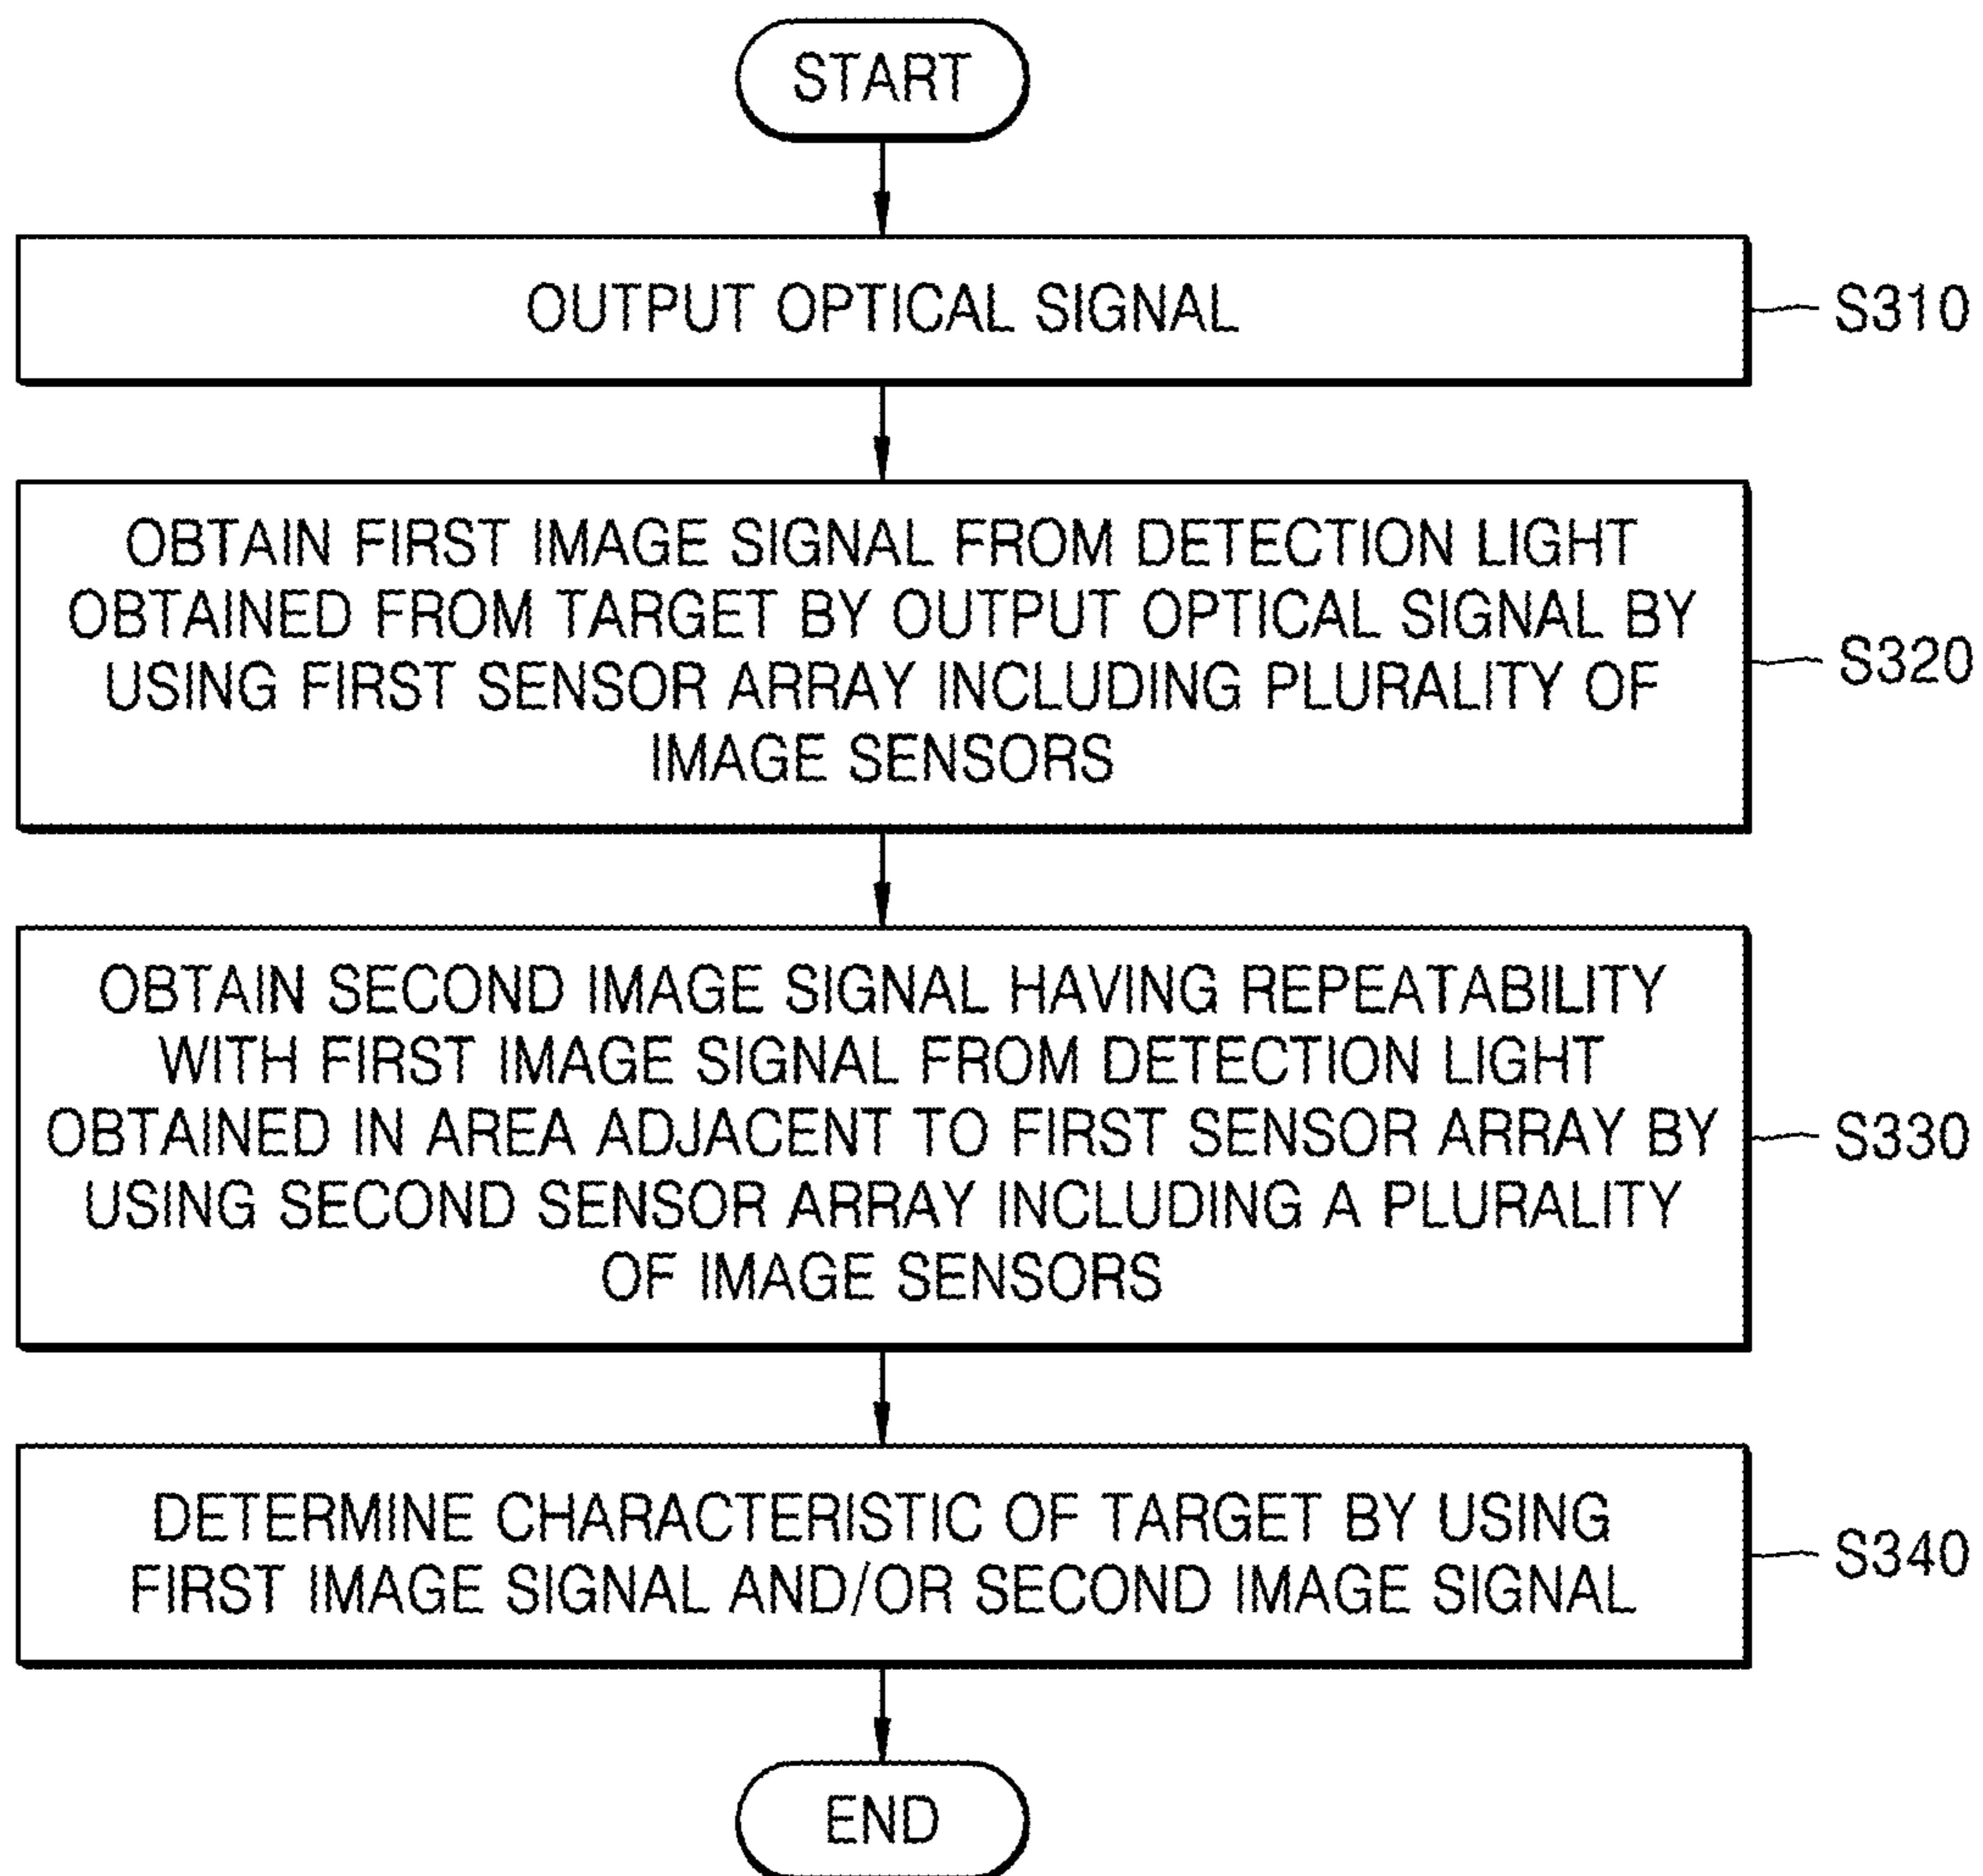 START
OUTPUT OPTICAL SIGNAL
S310
OBTAIN FIRST IMAGE SIGNAL FROM DETECTION LIGHT
OBTAINED FROM TARGET BY OUTPUT OPTICAL SIGNAL BY
USING FIRST SENSOR ARRAY INCLUDING PLURALITY OF
IMAGE SENSORS
S320
OBTAIN SECOND IMAGE SIGNAL HAVING REPEATABILITY
WITH FIRST IMAGE SIGNAL FROM DETECTION LIGHT
OBTAINED IN AREA ADJACENT TO FIRST SENSOR ARRAY BY
USING SECOND SENSOR ARRAY INCLUDING A PLURALITY
OF IMAGE SENSORS
S330
DETERMINE CHARACTERISTIC OF TARGET BY USING
FIRST IMAGE SIGNAL AND/OR SECOND IMAGE SIGNAL
S340
END